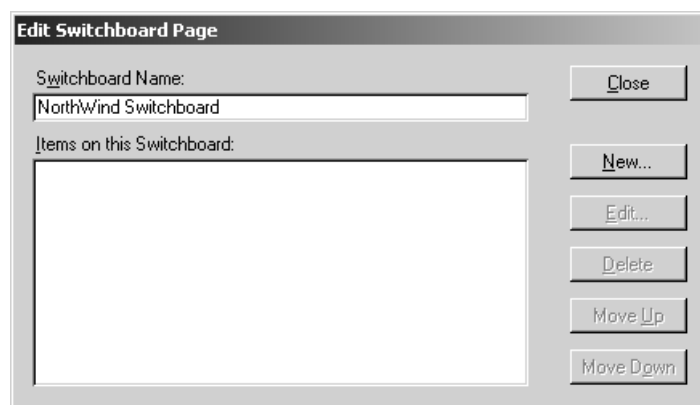 Edit Switchboard Page
Switchboard Name:
Close
NorthWind Switchboard
Items on this Switchboard:
New...
Edit...
Delete
Move Up
Move Down